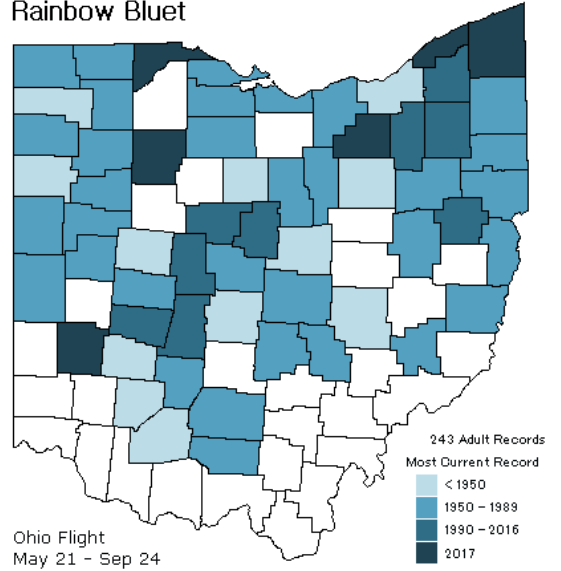 Rainbow Bluet
243 Adult Records
Most Current Record
< 1950
1950 – 1989
1990 – 2016
2017
Ohio Flight
May 21 – Sep 24